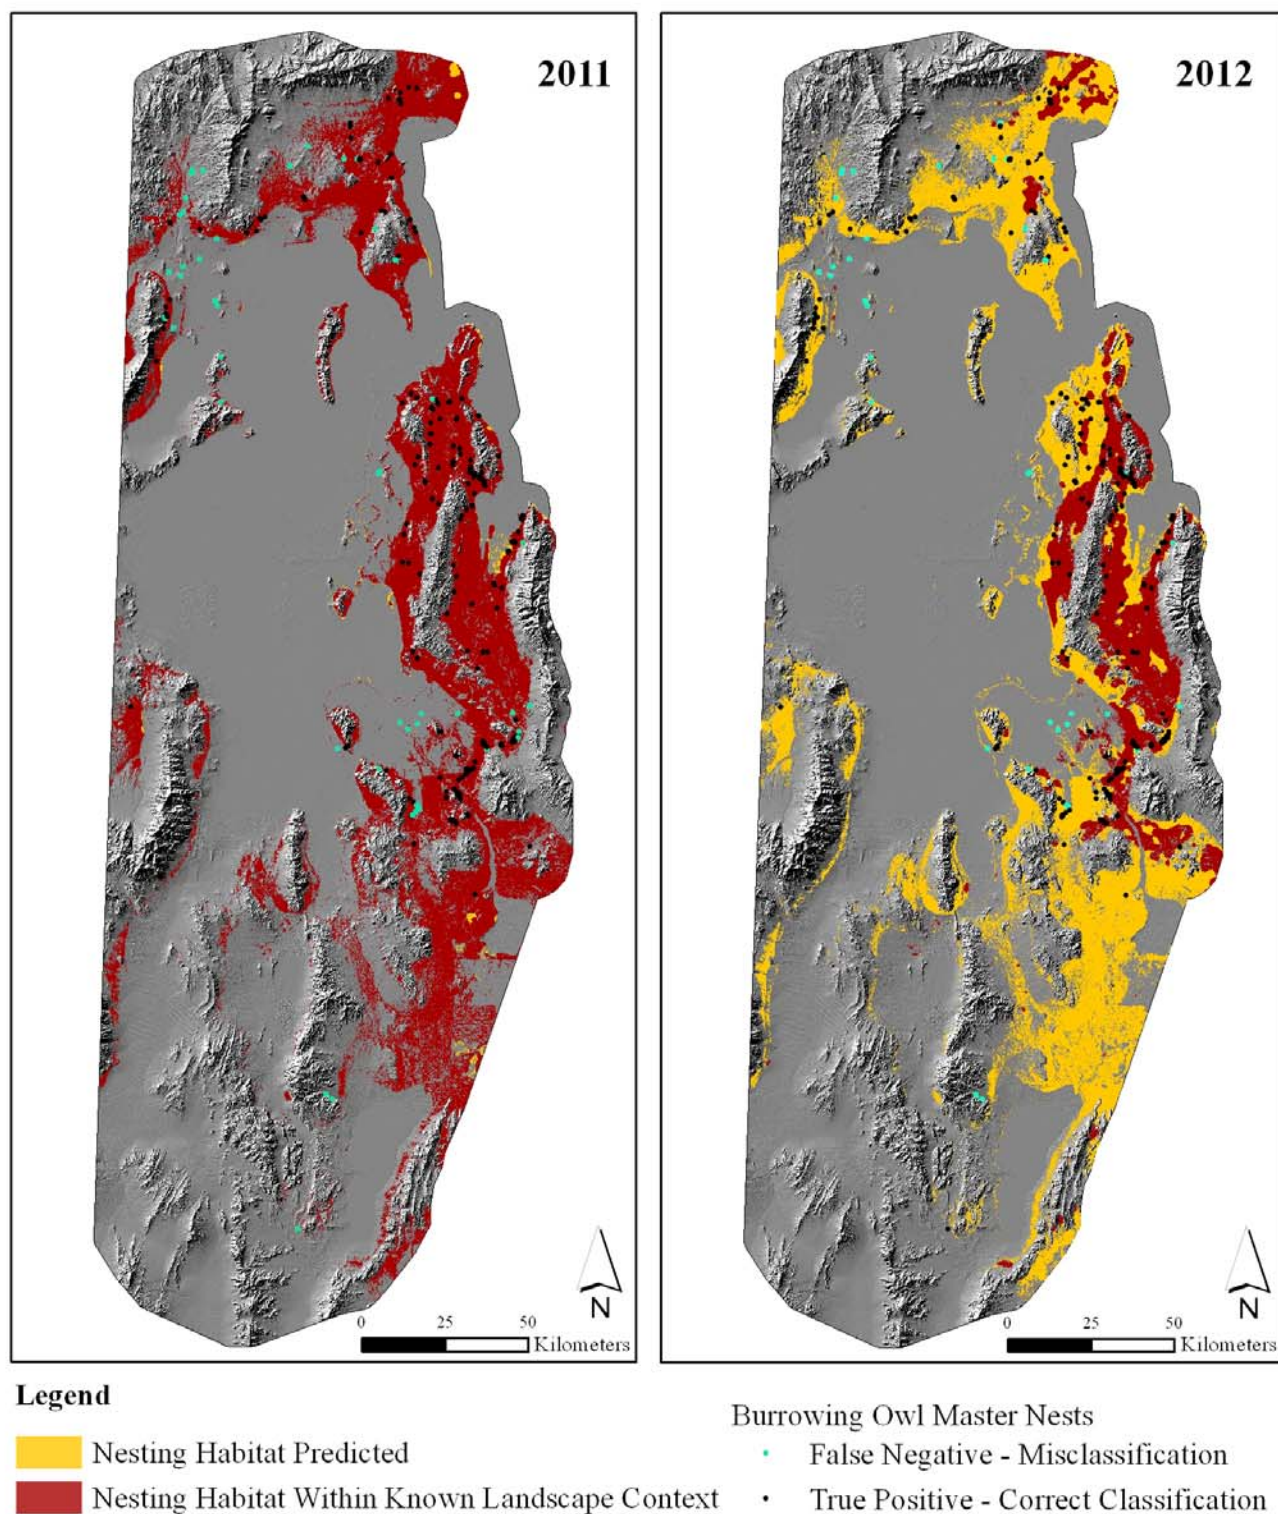 2011
2012
N
0 25 50
Kilometers
N
0 25 50
Kilometers
Legend
Nesting Habitat Predicted
Nesting Habitat Within Known Landscape Context
Burrowing Owl Master Nests
False Negative - Misclassification
True Positive - Correct Classification